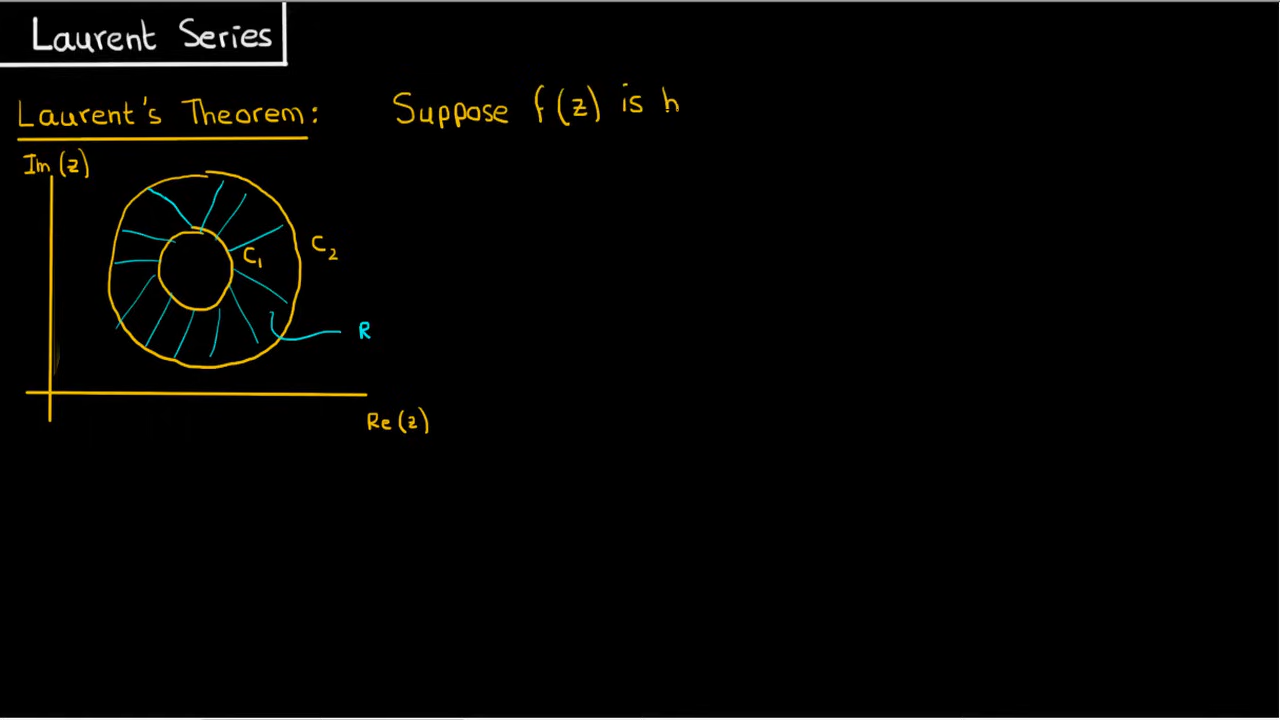 Laurent Series
Laurent's Theorem: Suppose f(z) is h
Im(z)
C₂
C₁
R
Re(z)